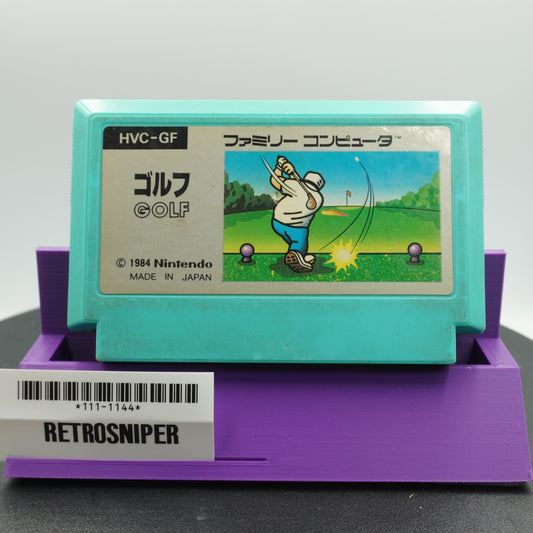 HVC-GF
ファミリー コンピュータ™
ゴルフ
GOLF
© 1984 Nintendo
MADE IN JAPAN
*111-1144*
RETROSNIPER